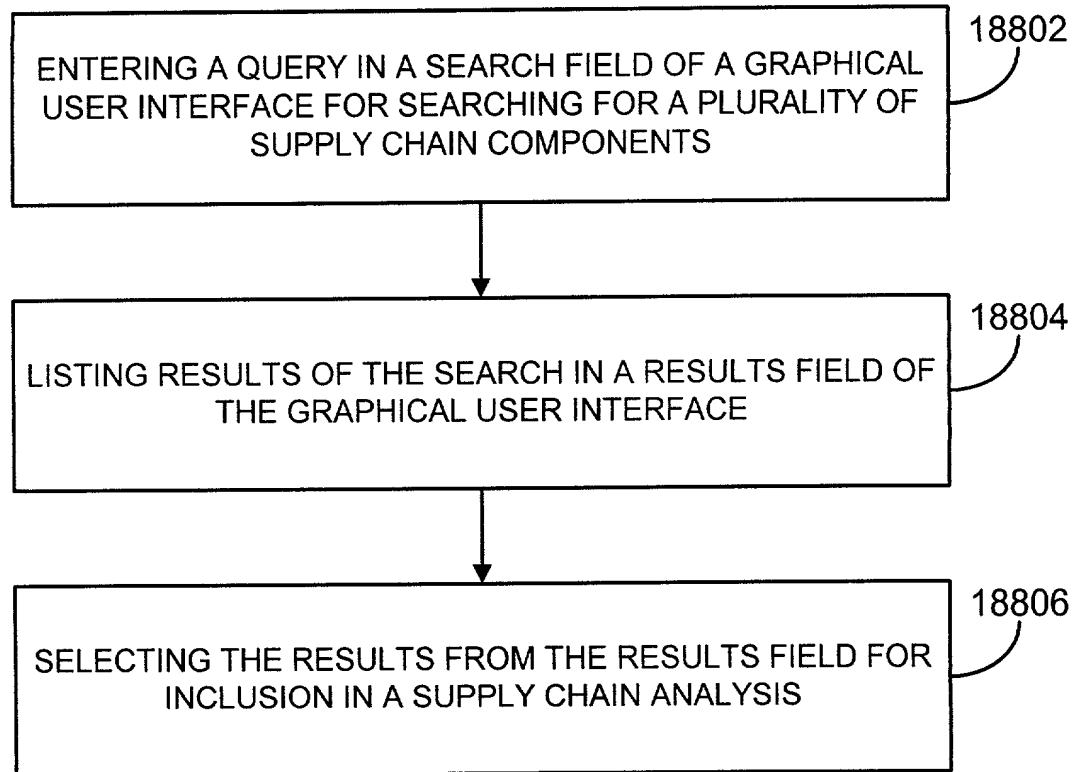 18802
ENTERING A QUERY IN A SEARCH FIELD OF A GRAPHICAL
USER INTERFACE FOR SEARCHING FOR A PLURALITY OF
SUPPLY CHAIN COMPONENTS
18804
LISTING RESULTS OF THE SEARCH IN A RESULTS FIELD OF
THE GRAPHICAL USER INTERFACE
18806
SELECTING THE RESULTS FROM THE RESULTS FIELD FOR
INCLUSION IN A SUPPLY CHAIN ANALYSIS